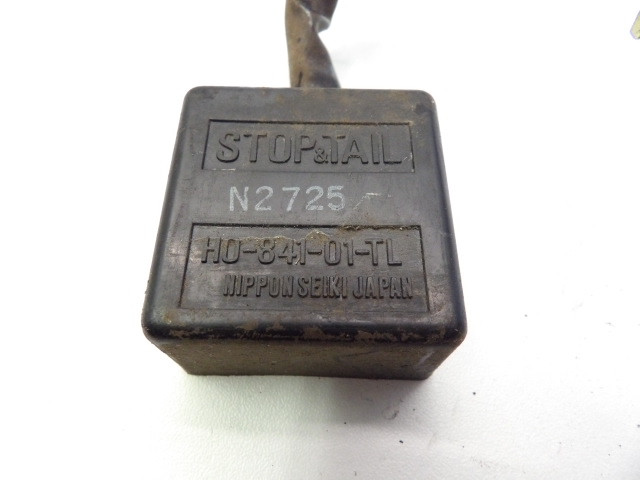 STOP&TAIL
N2725
HO-841-01-TL
NIPPON SEIKI JAPAN